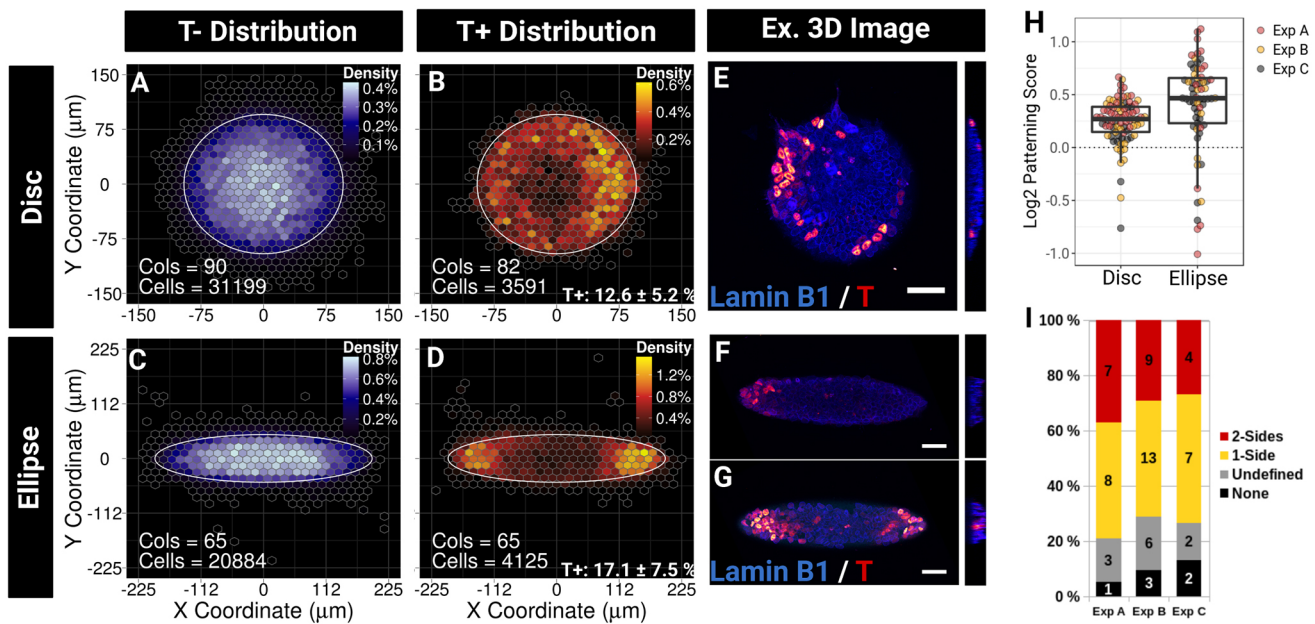 T- Distribution
T+ Distribution
Ex. 3D Image
Disc
Ellipse
A
Density
0.4%
0.3%
0.2%
0.1%
Y Coordinate (µm)
150
75
0
-75
-150
Cols = 90
Cells = 31199
-150
-75
0
75
150
B
Density
0.6%
0.4%
0.2%
Cols = 82
Cells = 3591
T+: 12.6 ± 5.2 %
-150
-75
0
75
150
E
Lamin B1 / T
C
Density
0.8%
0.6%
0.4%
0.2%
Y Coordinate (µm)
225
112
0
-112
-225
Cols = 65
Cells = 20884
-225
-112
0
112
225
X Coordinate (µm)
D
Density
1.2%
0.8%
0.4%
Cols = 65
Cells = 4125
T+: 17.1 ± 7.5 %
-225
-112
0
112
225
X Coordinate (µm)
F
G
Lamin B1 / T
H
Log2 Patterning Score
1.0
0.5
0.0
-0.5
-1.0
Disc
Ellipse
Exp A
Exp B
Exp C
I
100 %
80 %
60 %
40 %
20 %
0 %
7
8
3
1
9
13
6
3
4
7
2
2
Exp A
Exp B
Exp C
2-Sides
1-Side
Undefined
None